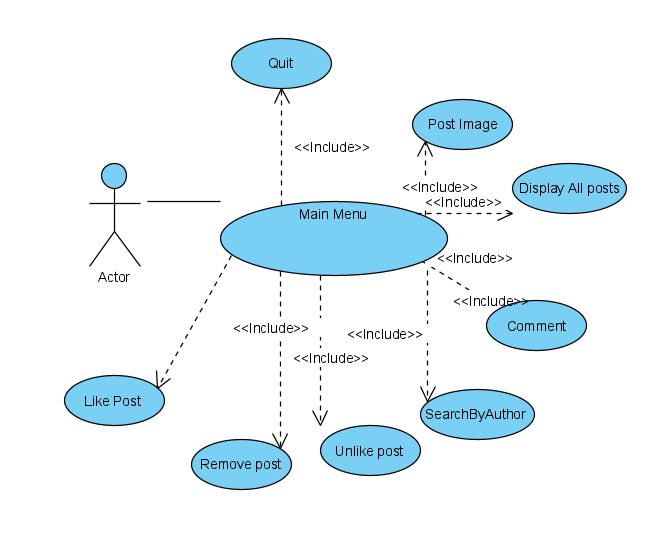 Quit
<<Include>>
Post Image
<<Include>>
Display All posts
<<Include>>
Main Menu
Actor
<<Include>>
<<Include>>
Comment
<<Include>>
<<Include>>
<<Include>>
Like Post
SearchByAuthor
Unlike post
Remove post